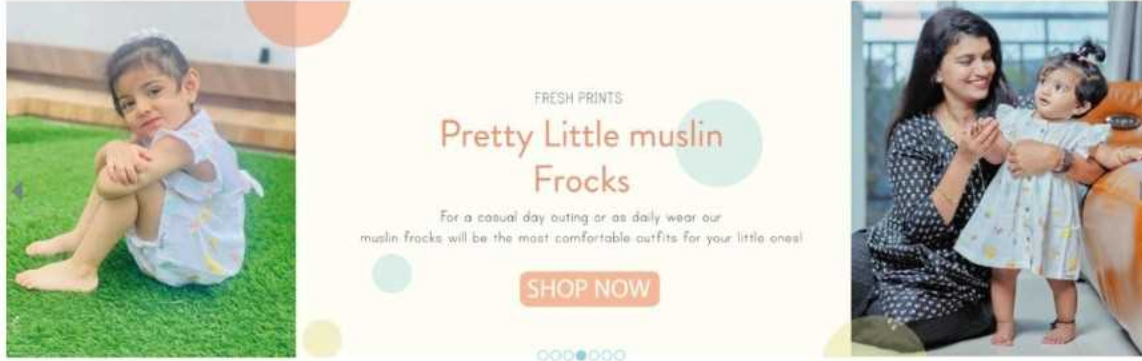 FRESH PRINTS
Pretty Little muslin
Frocks
For a casual day outing or as daily wear our
muslin frocks will be the most comfortable outfits for your little ones!
SHOP NOW